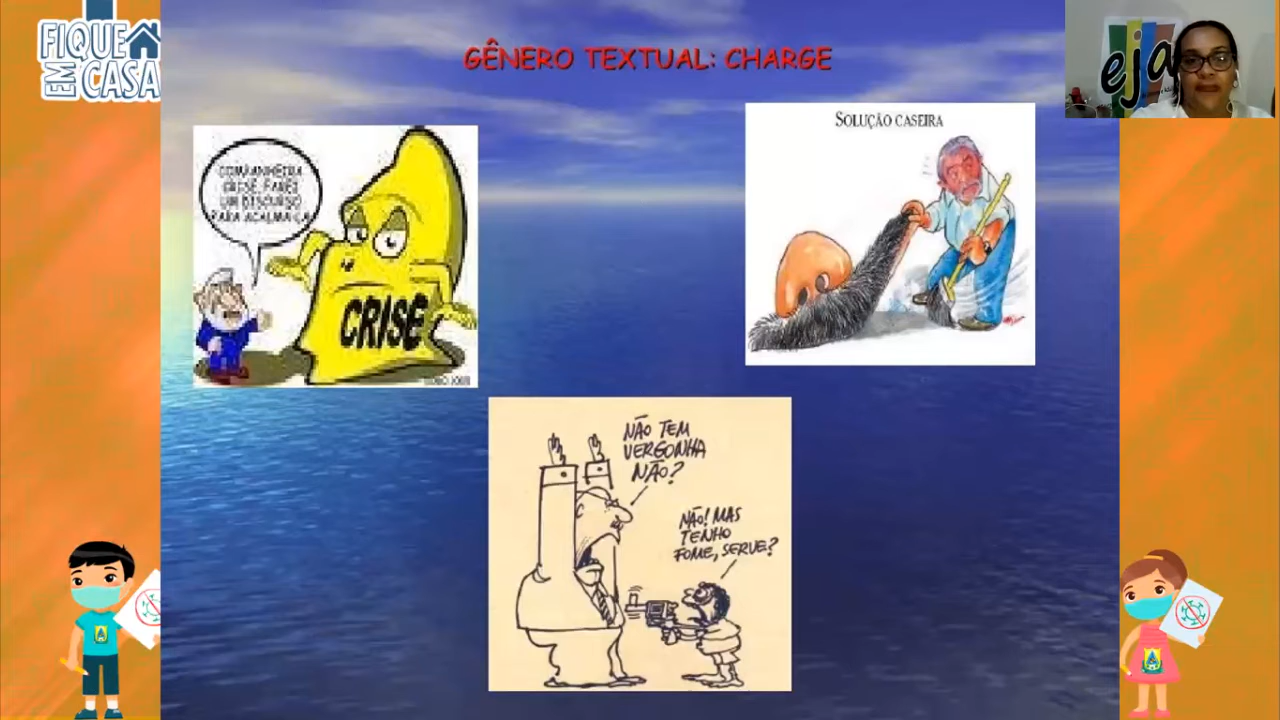 FIQUE
EM CASA
GÊNERO TEXTUAL: CHARGE
eja
COMPANHEIRA
CRISE, FAREI
UM DISCURSO
PARA ACALMA-LA
CRISE
SOLUÇÃO CASEIRA
NÃO TEM
VERGONHA
NÃO?
NÃO! MAS
TENHO
FOME, SERVE?